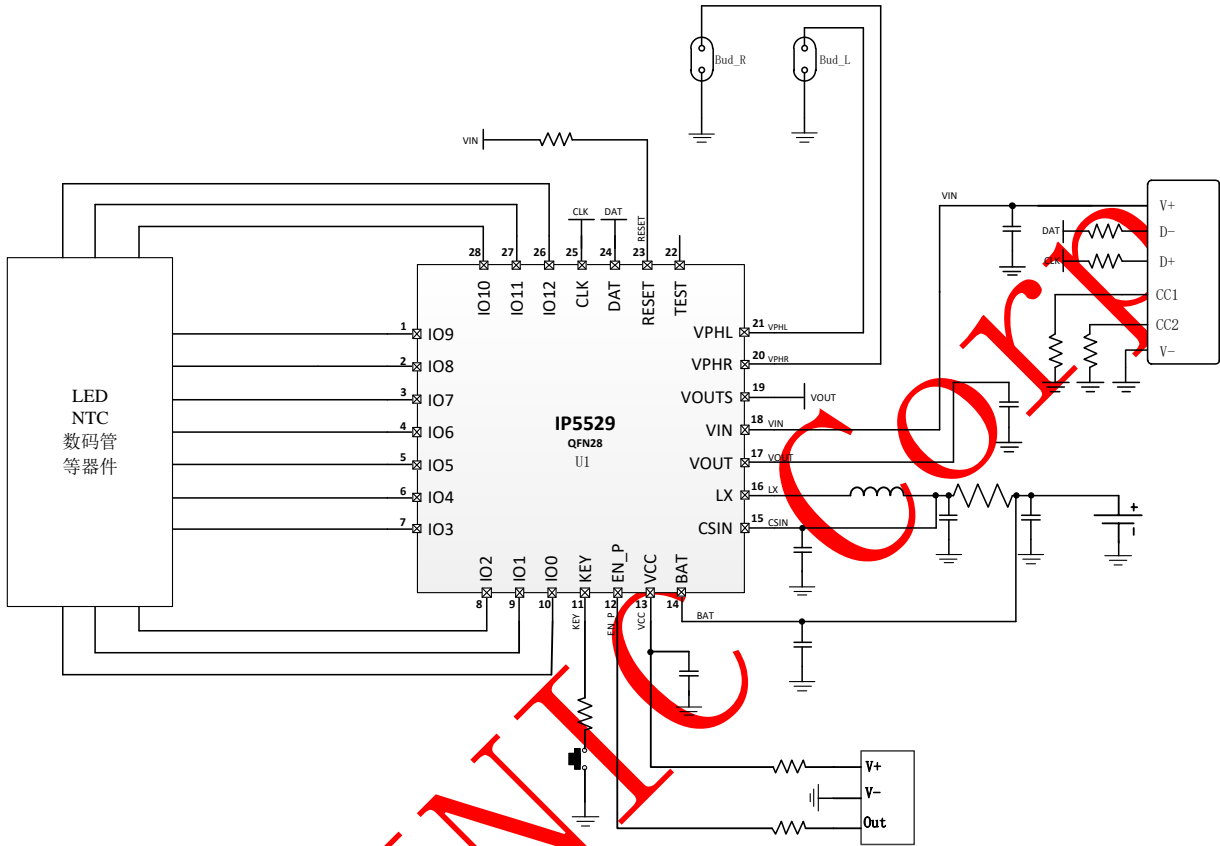 Bud_R
Bud_L
VIN
RESET
CLK
DAT
28
27
26
25
24
23
22
IO10
IO11
IO12
CLK
DAT
RESET
TEST
1
IO9
2
IO8
3
IO7
4
IO6
5
IO5
6
IO4
7
IO3
LED
NTC
数码管
等器件
IP5529
QFN28
U1
VPHL
21
VPHL
VPHR
20
VPHR
VOUTS
19
VOUT
VIN
18
VIN
VOUT
17
VOUT
LX
16
LX
CSIN
15
CSIN
IO2
IO1
IO0
KEY
EN_P
VCC
BAT
8
9
10
11
12
13
14
KEY
EN_P
VCC
BAT
VIN
DAT
CLK
V+
D-
D+
CC1
CC2
V-
+
V+
V-
Out
NIC Corp